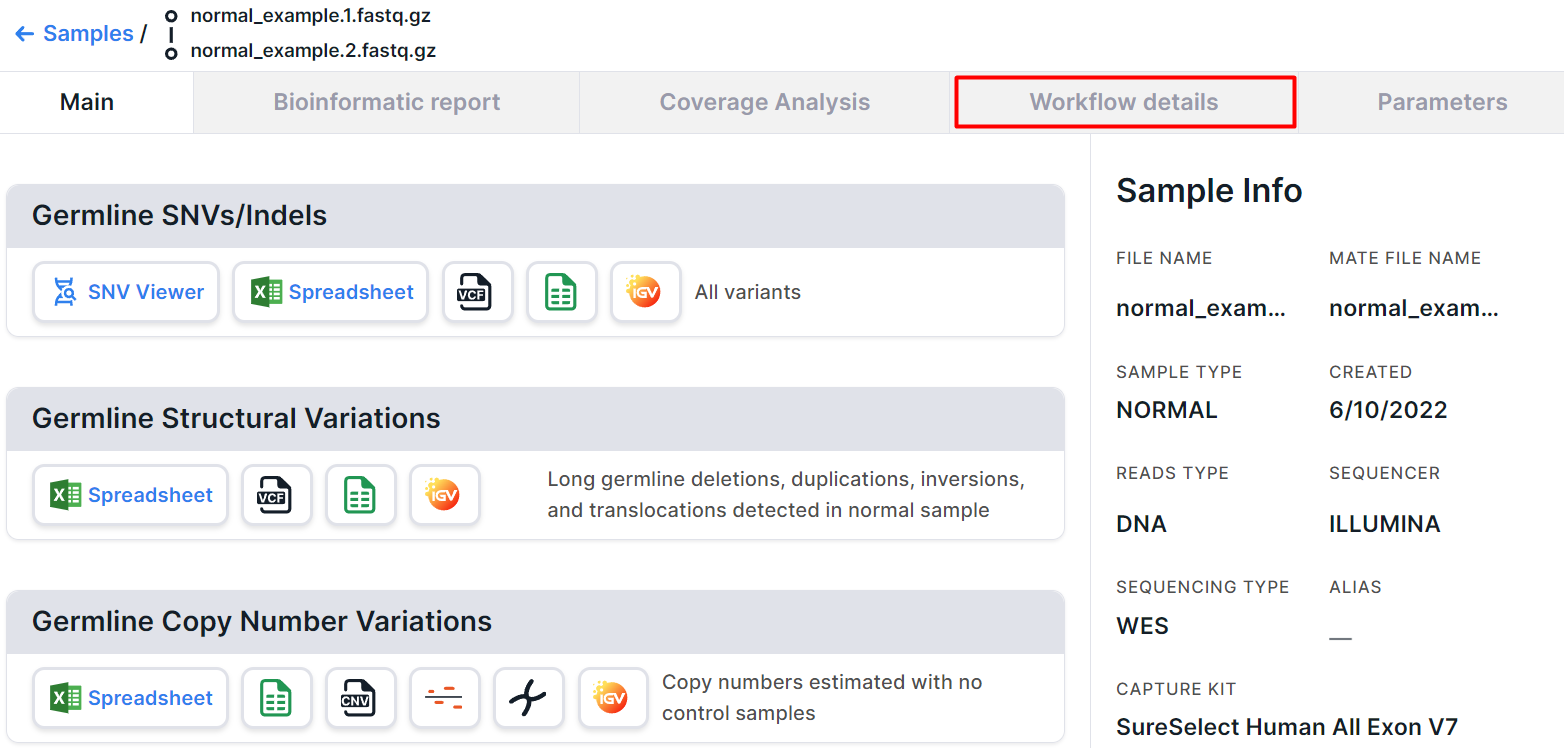 Samples /
normal_example.1.fastq.gz
normal_example.2.fastq.gz
Main
Bioinformatic report
Coverage Analysis
Workflow details
Parameters
Germline SNVs/Indels
SNV Viewer
Spreadsheet
VCF
IGV
All variants
Germline Structural Variations
Spreadsheet
VCF
IGV
Long germline deletions, duplications, inversions,
and translocations detected in normal sample
Germline Copy Number Variations
Spreadsheet
CNV
IGV
Copy numbers estimated with no
control samples
Sample Info
FILE NAME
normal_exam...
MATE FILE NAME
normal_exam...
SAMPLE TYPE
NORMAL
CREATED
6/10/2022
READS TYPE
DNA
SEQUENCER
ILLUMINA
SEQUENCING TYPE
WES
ALIAS
__
CAPTURE KIT
SureSelect Human All Exon V7